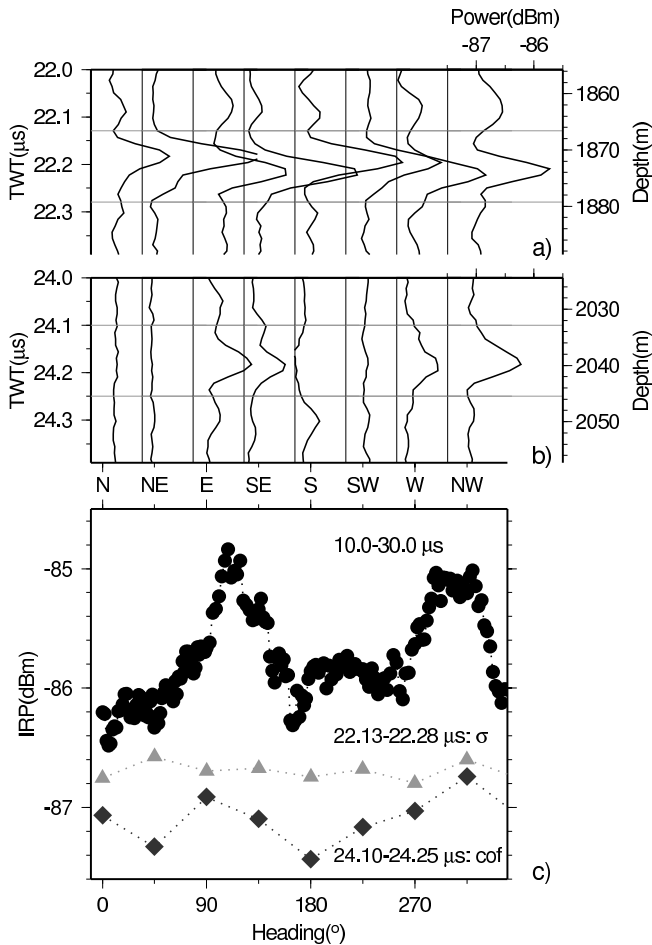 Power(dBm)
-87 -86
22.0
22.1
22.2
22.3
TWT(µs)
1860
1870
1880
Depth(m)
a)
24.0
24.1
24.2
24.3
TWT(µs)
2030
2040
2050
Depth(m)
b)
N NE E SE S SW W NW
10.0-30.0 µs
-85
-86
-87
IRP(dBm)
22.13-22.28 µs: σ
24.10-24.25 µs: cof
c)
0 90 180 270
Heading(º)